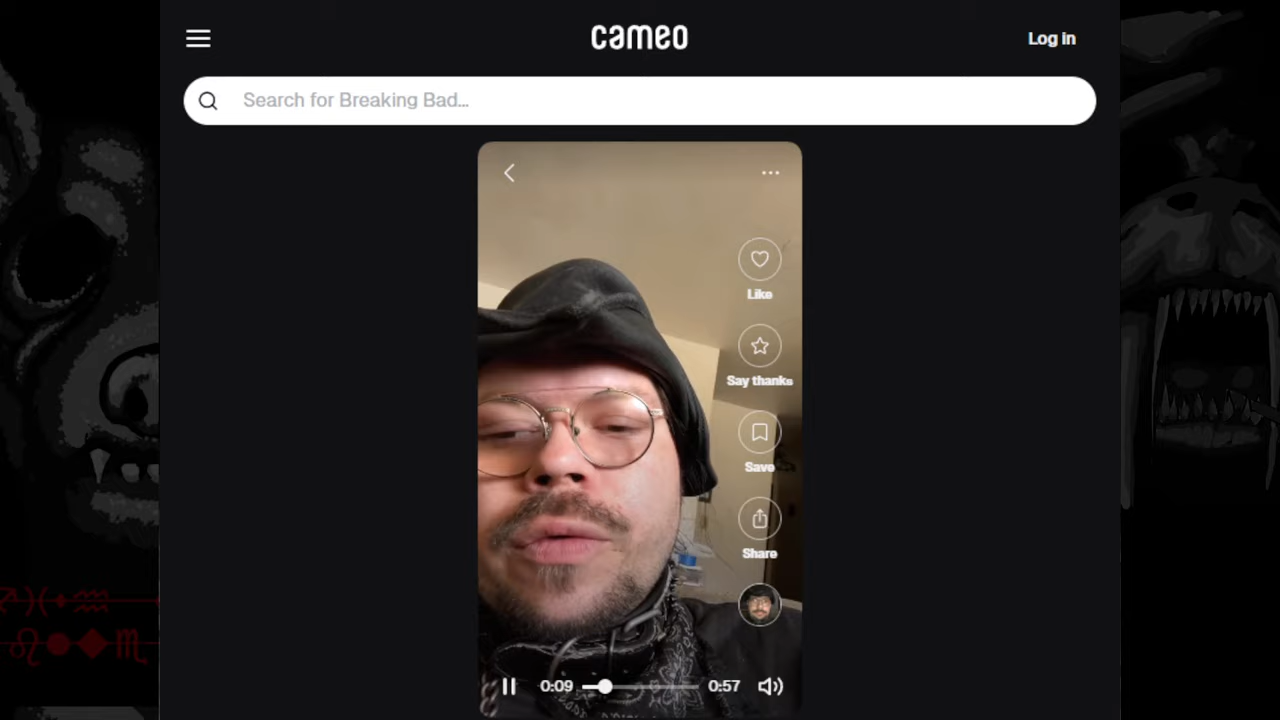 cameo
Log in
Search for Breaking Bad...
Like
Say thanks
Save
Share
0:09
0:57